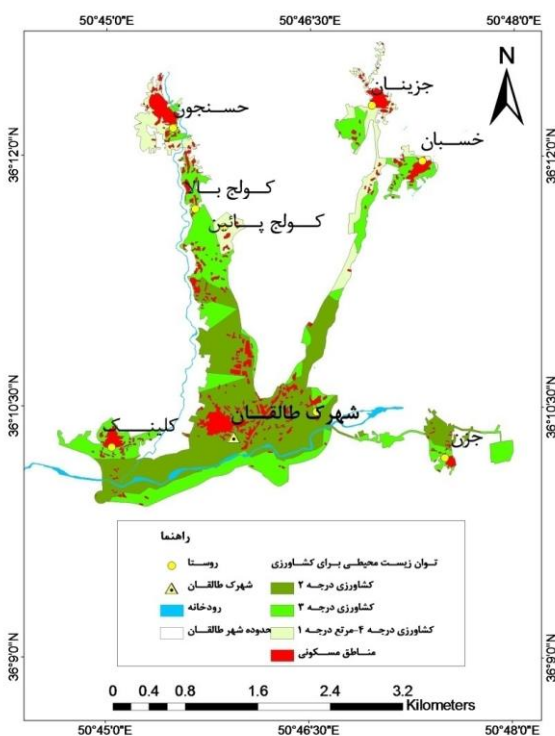 50°45'0"E 50°46'30"E 50°48'0"E
N
جزینان
حسنجون
خسبان
36°12'0"N 36°12'0"N
کولج بالا
کولج پائین
36°10'30"N 36°10'30"N
شهرک طالقان
کلینک
جزن
راهنما
توان زیست محیطی برای کشاورزی
روستا
کشاورزی درجه ۲
شهرک طالقان
کشاورزی درجه ۳
رودخانه
کشاورزی درجه ۴-مرتع درجه ۱
محدوده شهر طالقان
مناطق مسکونی
36°9'0"N 36°9'0"N
0 0.4 0.8 1.6 2.4 3.2
Kilometers
50°45'0"E 50°46'30"E 50°48'0"E